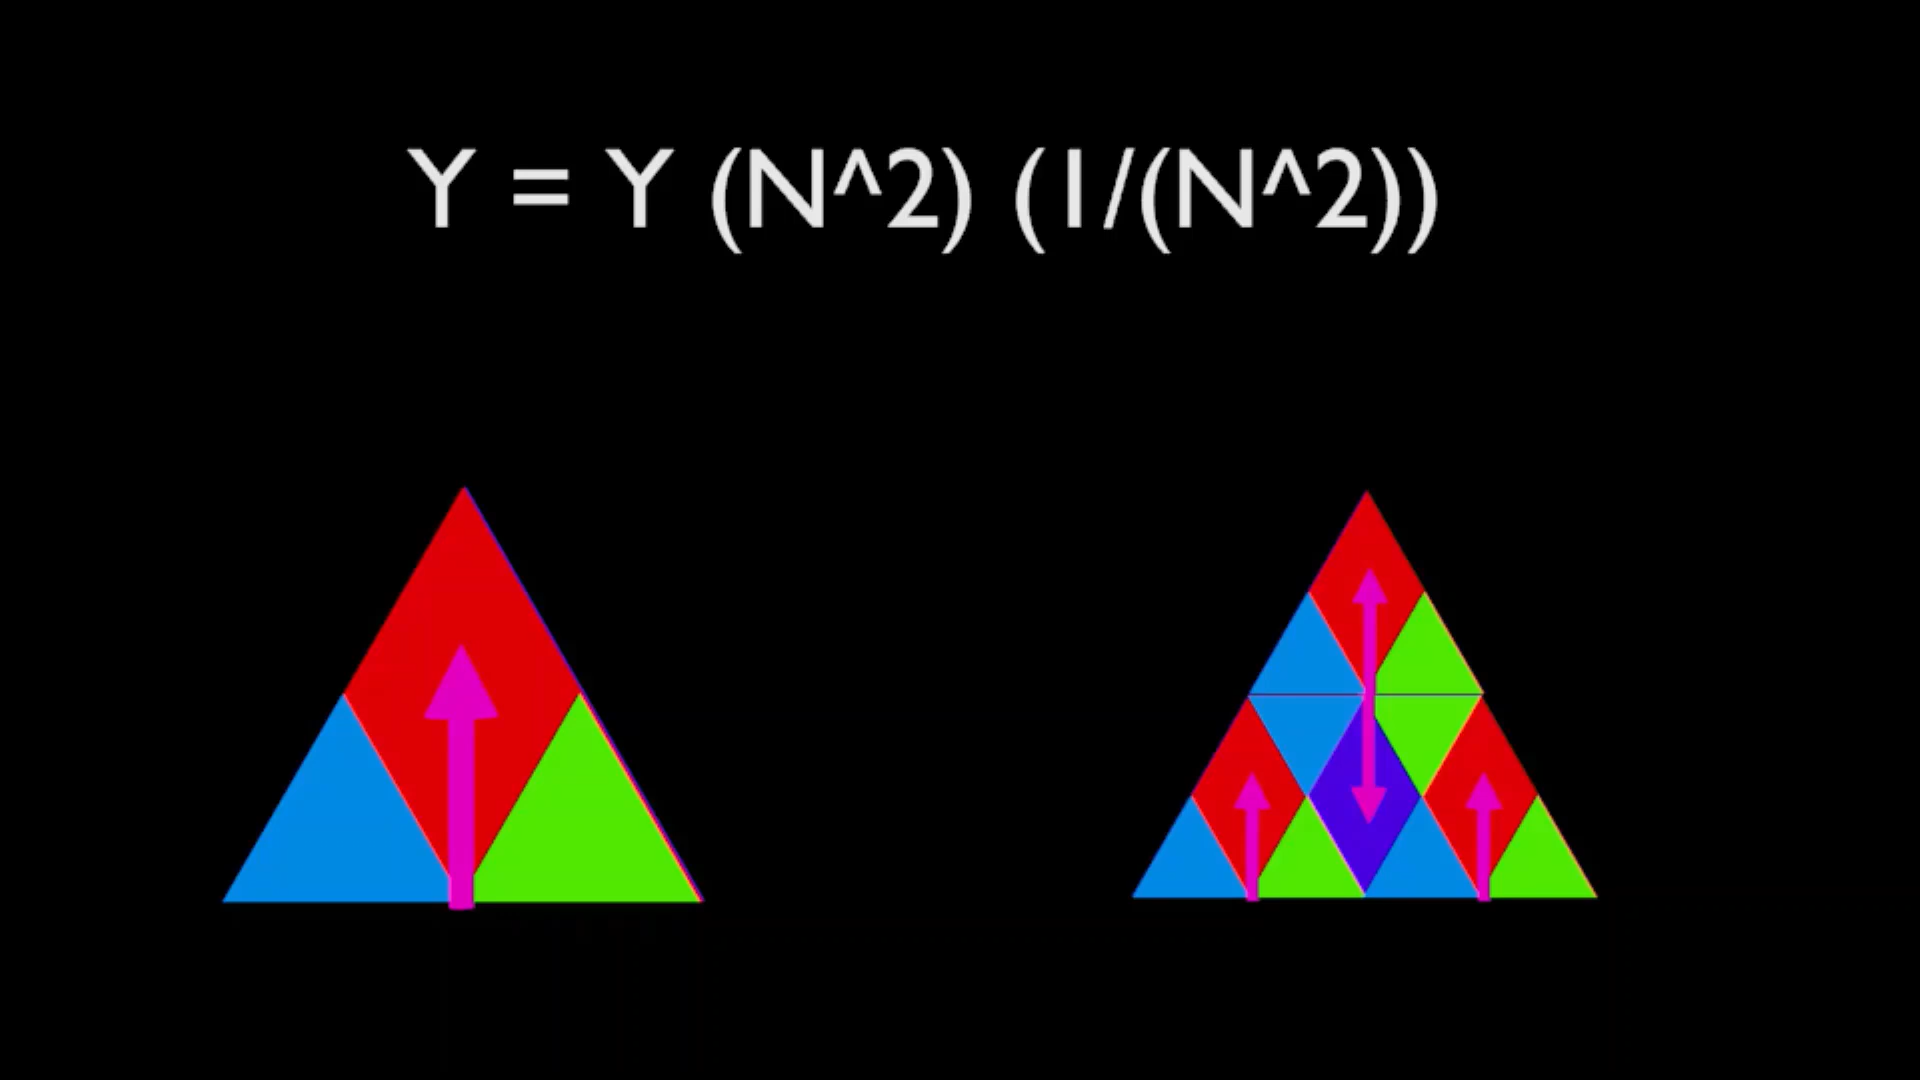 Y = Y (N^2) (1/(N^2))